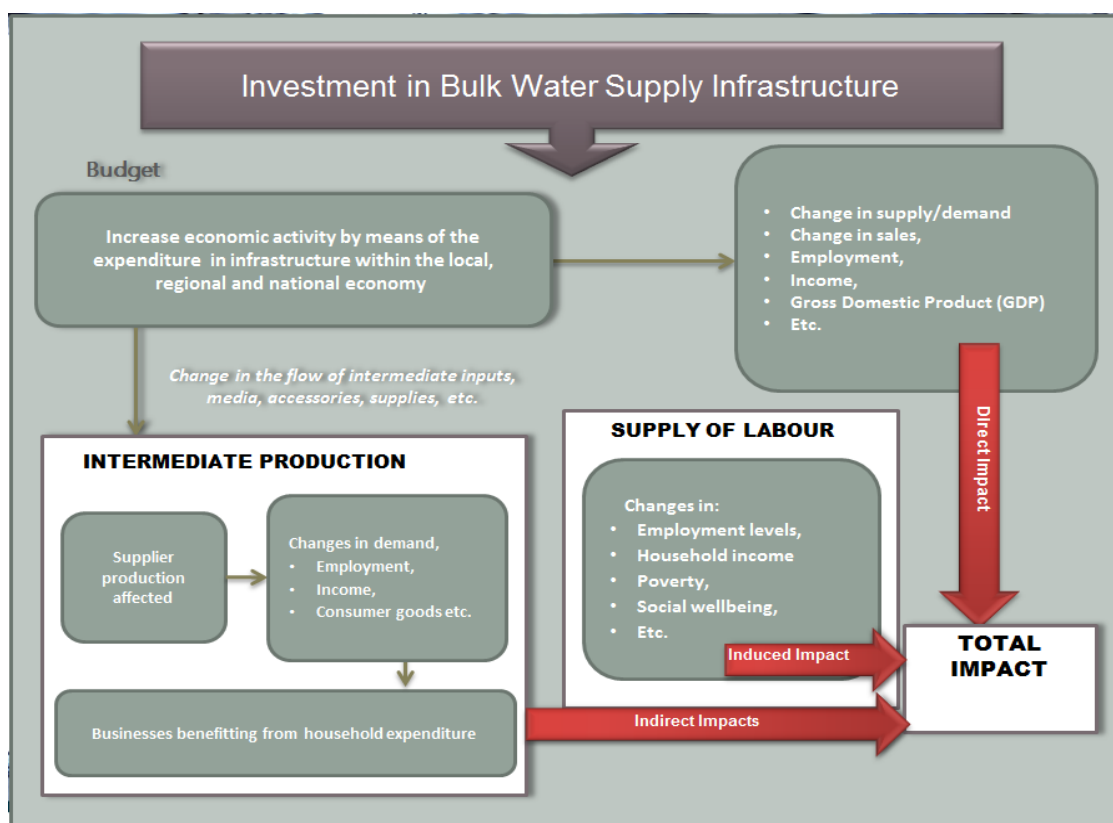 Investment in Bulk Water Supply Infrastructure
Budget
Increase economic activity by means of the
expenditure in infrastructure within the local,
regional and national economy
• Change in supply/demand
• Change in sales,
• Employment,
• Income,
• Gross Domestic Product (GDP)
• Etc.
Change in the flow of intermediate inputs,
media, accessories, supplies, etc.
INTERMEDIATE PRODUCTION
Supplier
production
affected
Changes in demand,
• Employment,
• Income,
• Consumer goods etc.
Businesses benefitting from household expenditure
SUPPLY OF LABOUR
Changes in:
• Employment levels,
• Household income
• Poverty,
• Social wellbeing,
• Etc.
Direct Impact
Induced Impact
Indirect Impacts
TOTAL
IMPACT